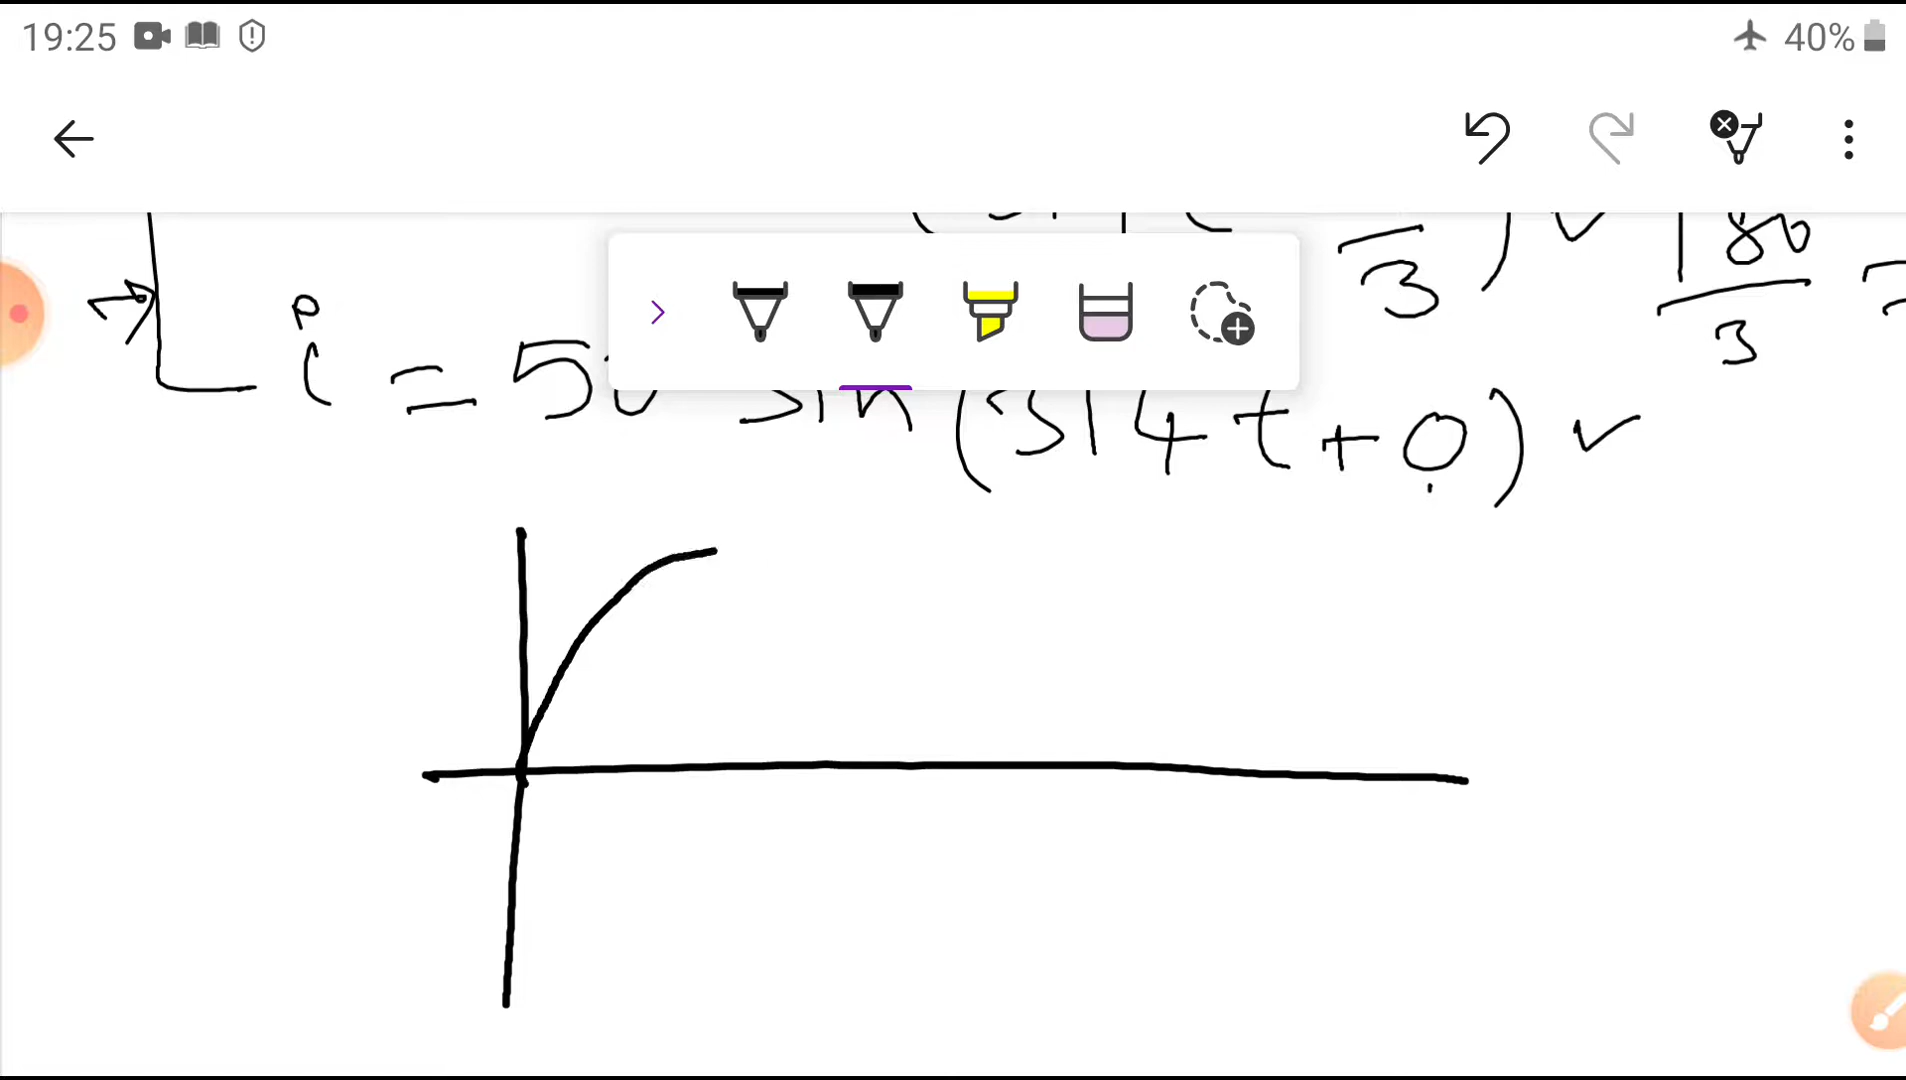 19:25 40%
3 ) 180
3
i = 50 sin (314t+0)